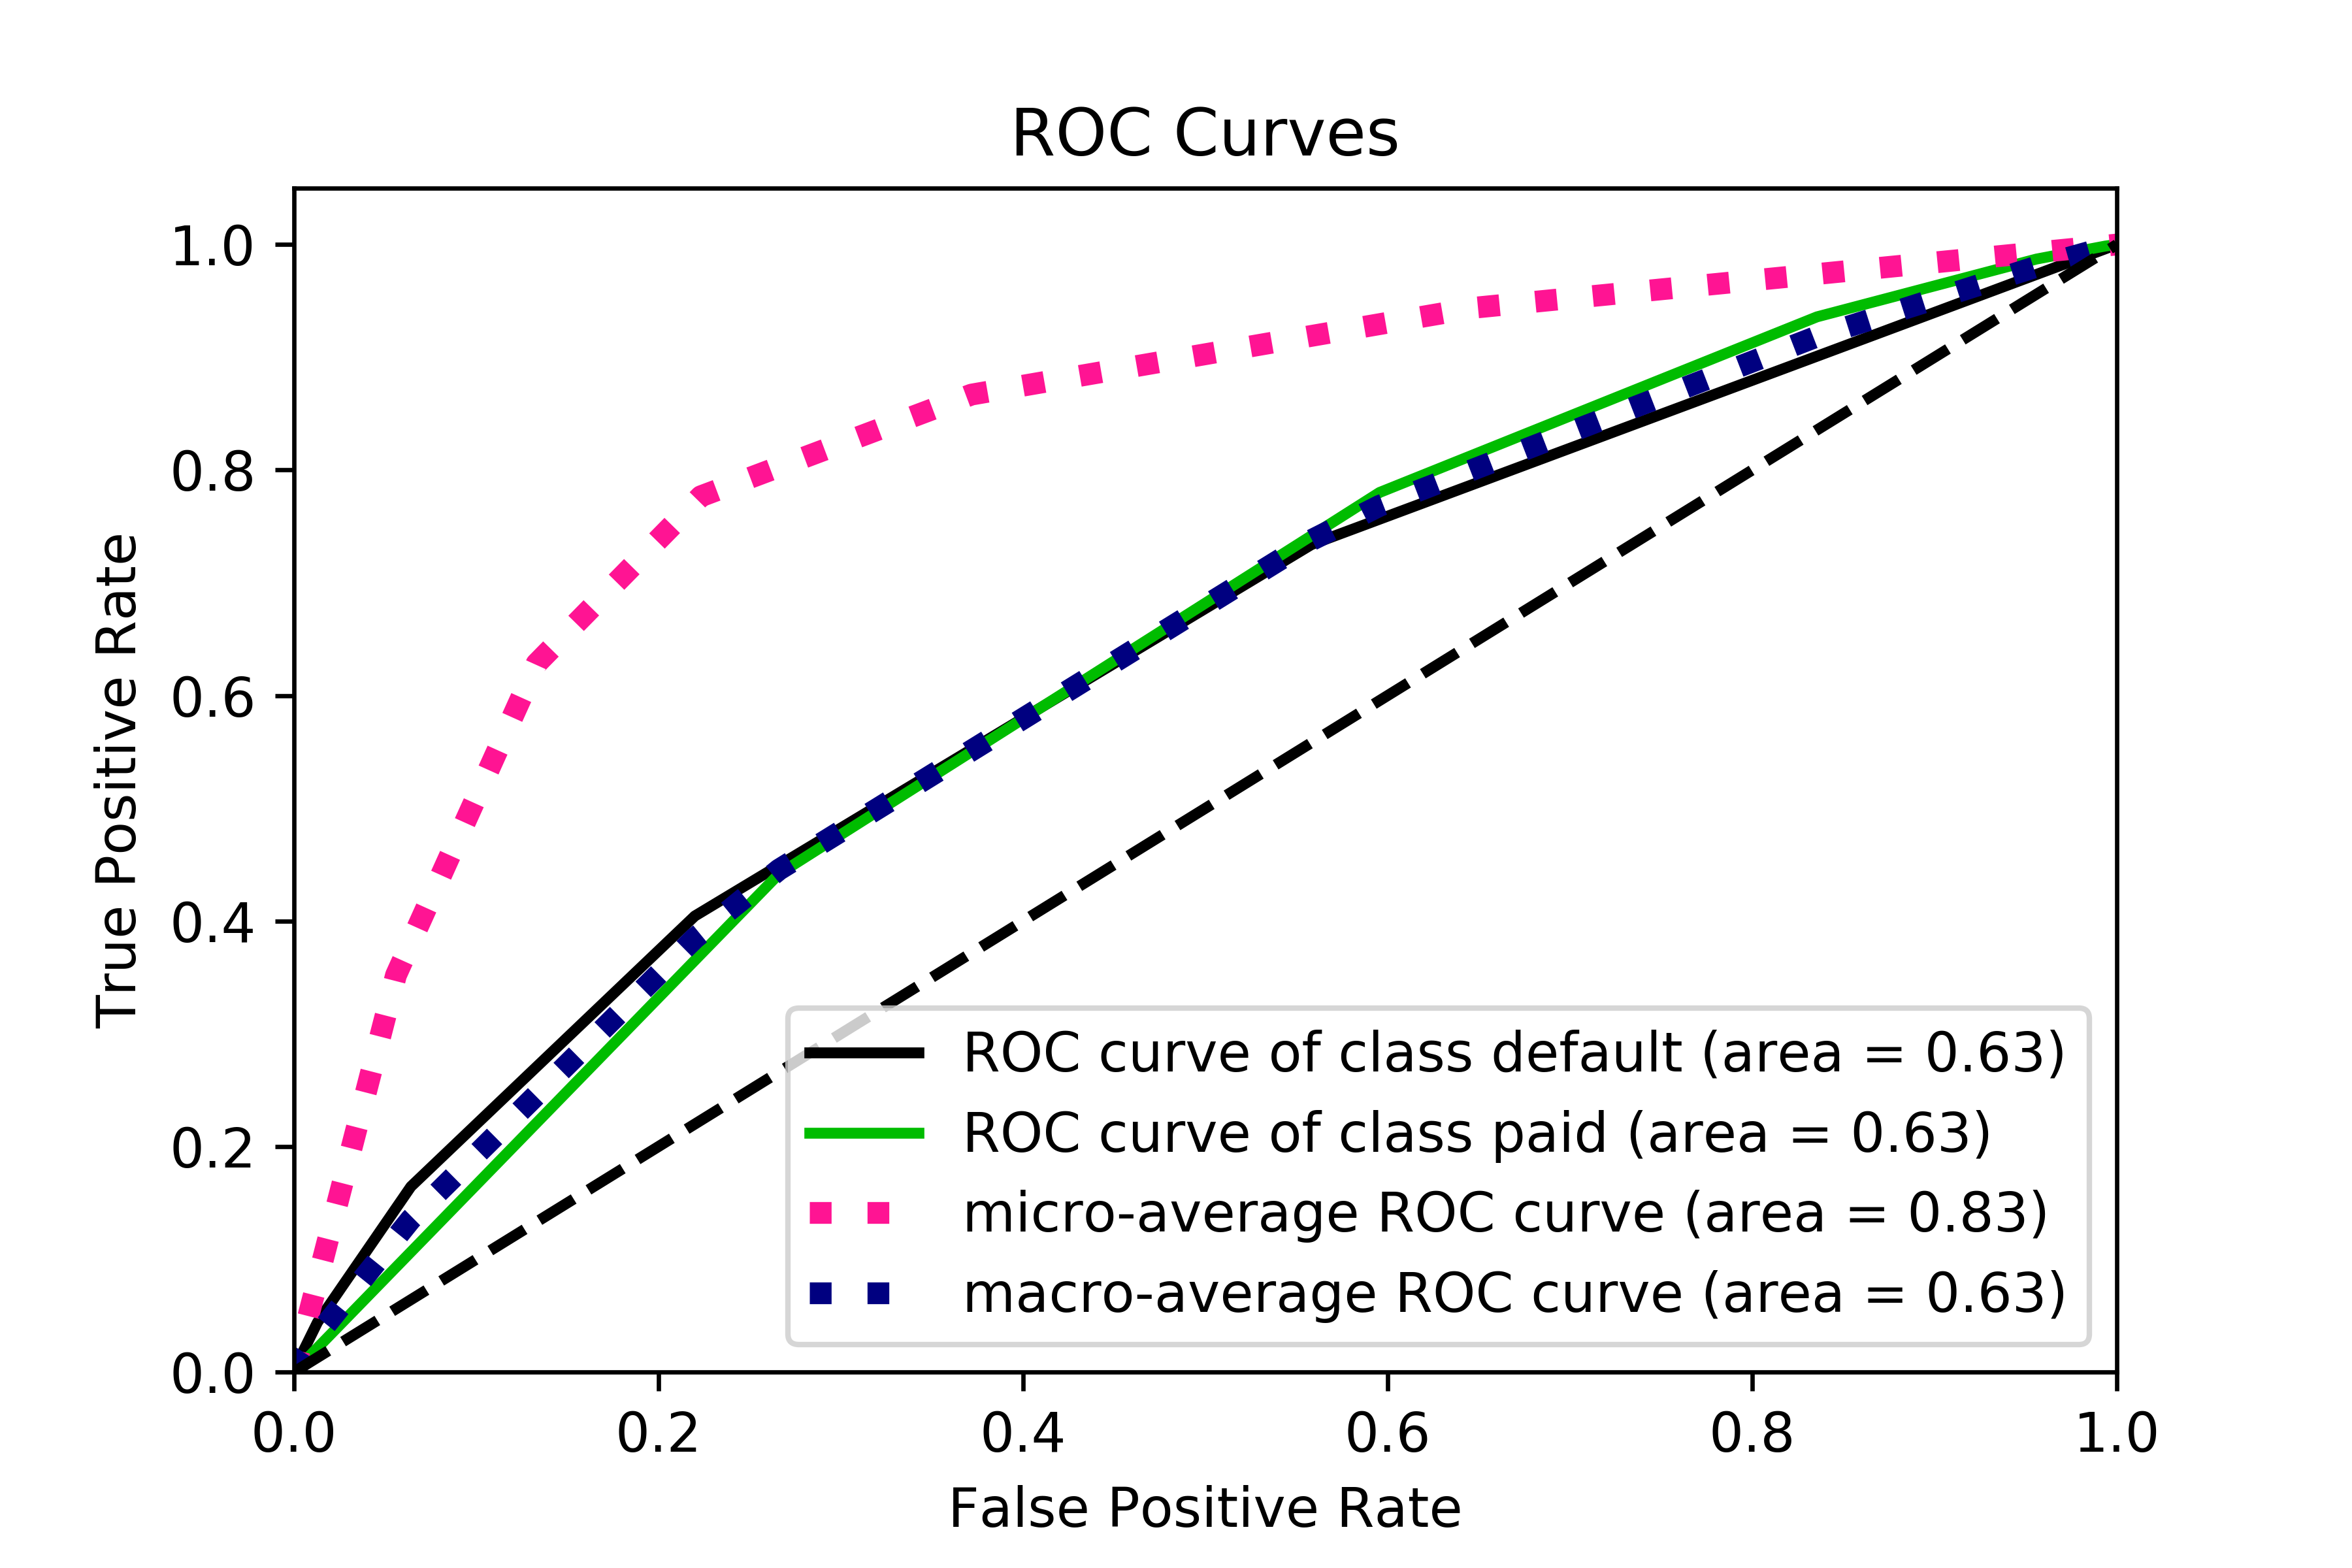 ROC Curves
True Positive Rate
1.0
0.8
0.6
0.4
0.2
0.0
ROC curve of class default (area = 0.63)
ROC curve of class paid (area = 0.63)
micro-average ROC curve (area = 0.83)
macro-average ROC curve (area = 0.63)
0.0 0.2 0.4 0.6 0.8 1.0
False Positive Rate